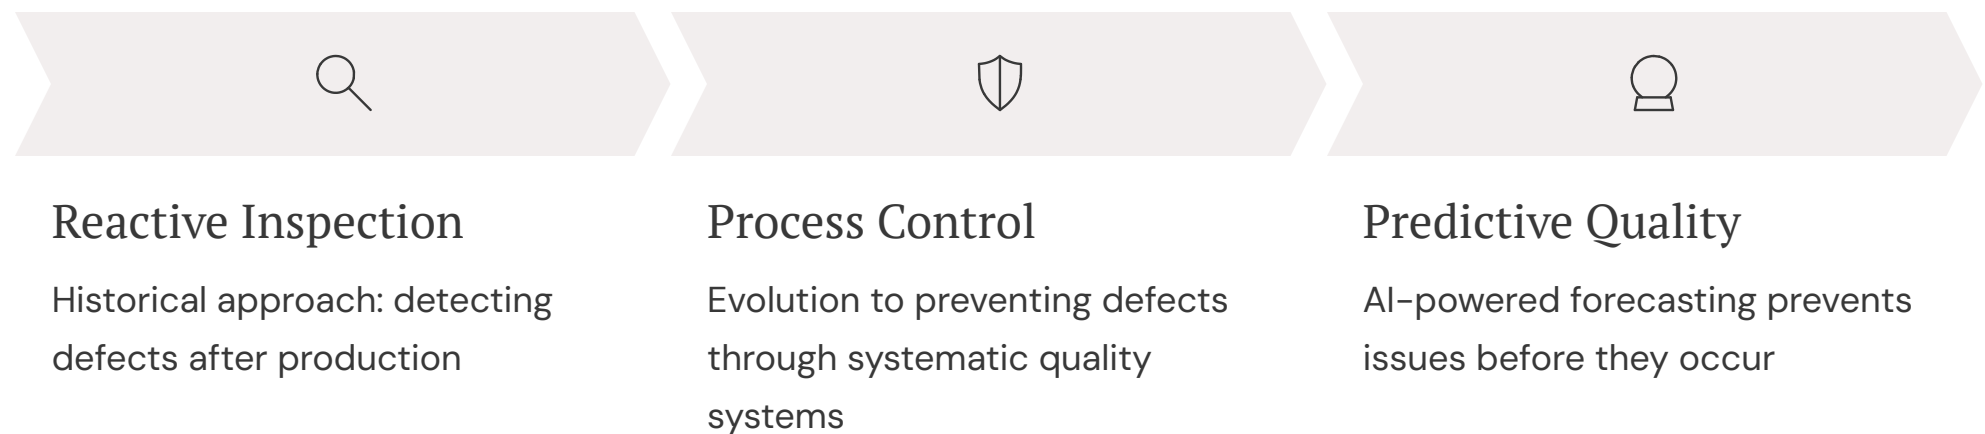 Reactive Inspection
Historical approach: detecting
defects after production
Process Control
Evolution to preventing defects
through systematic quality
systems
Predictive Quality
AI-powered forecasting prevents
issues before they occur